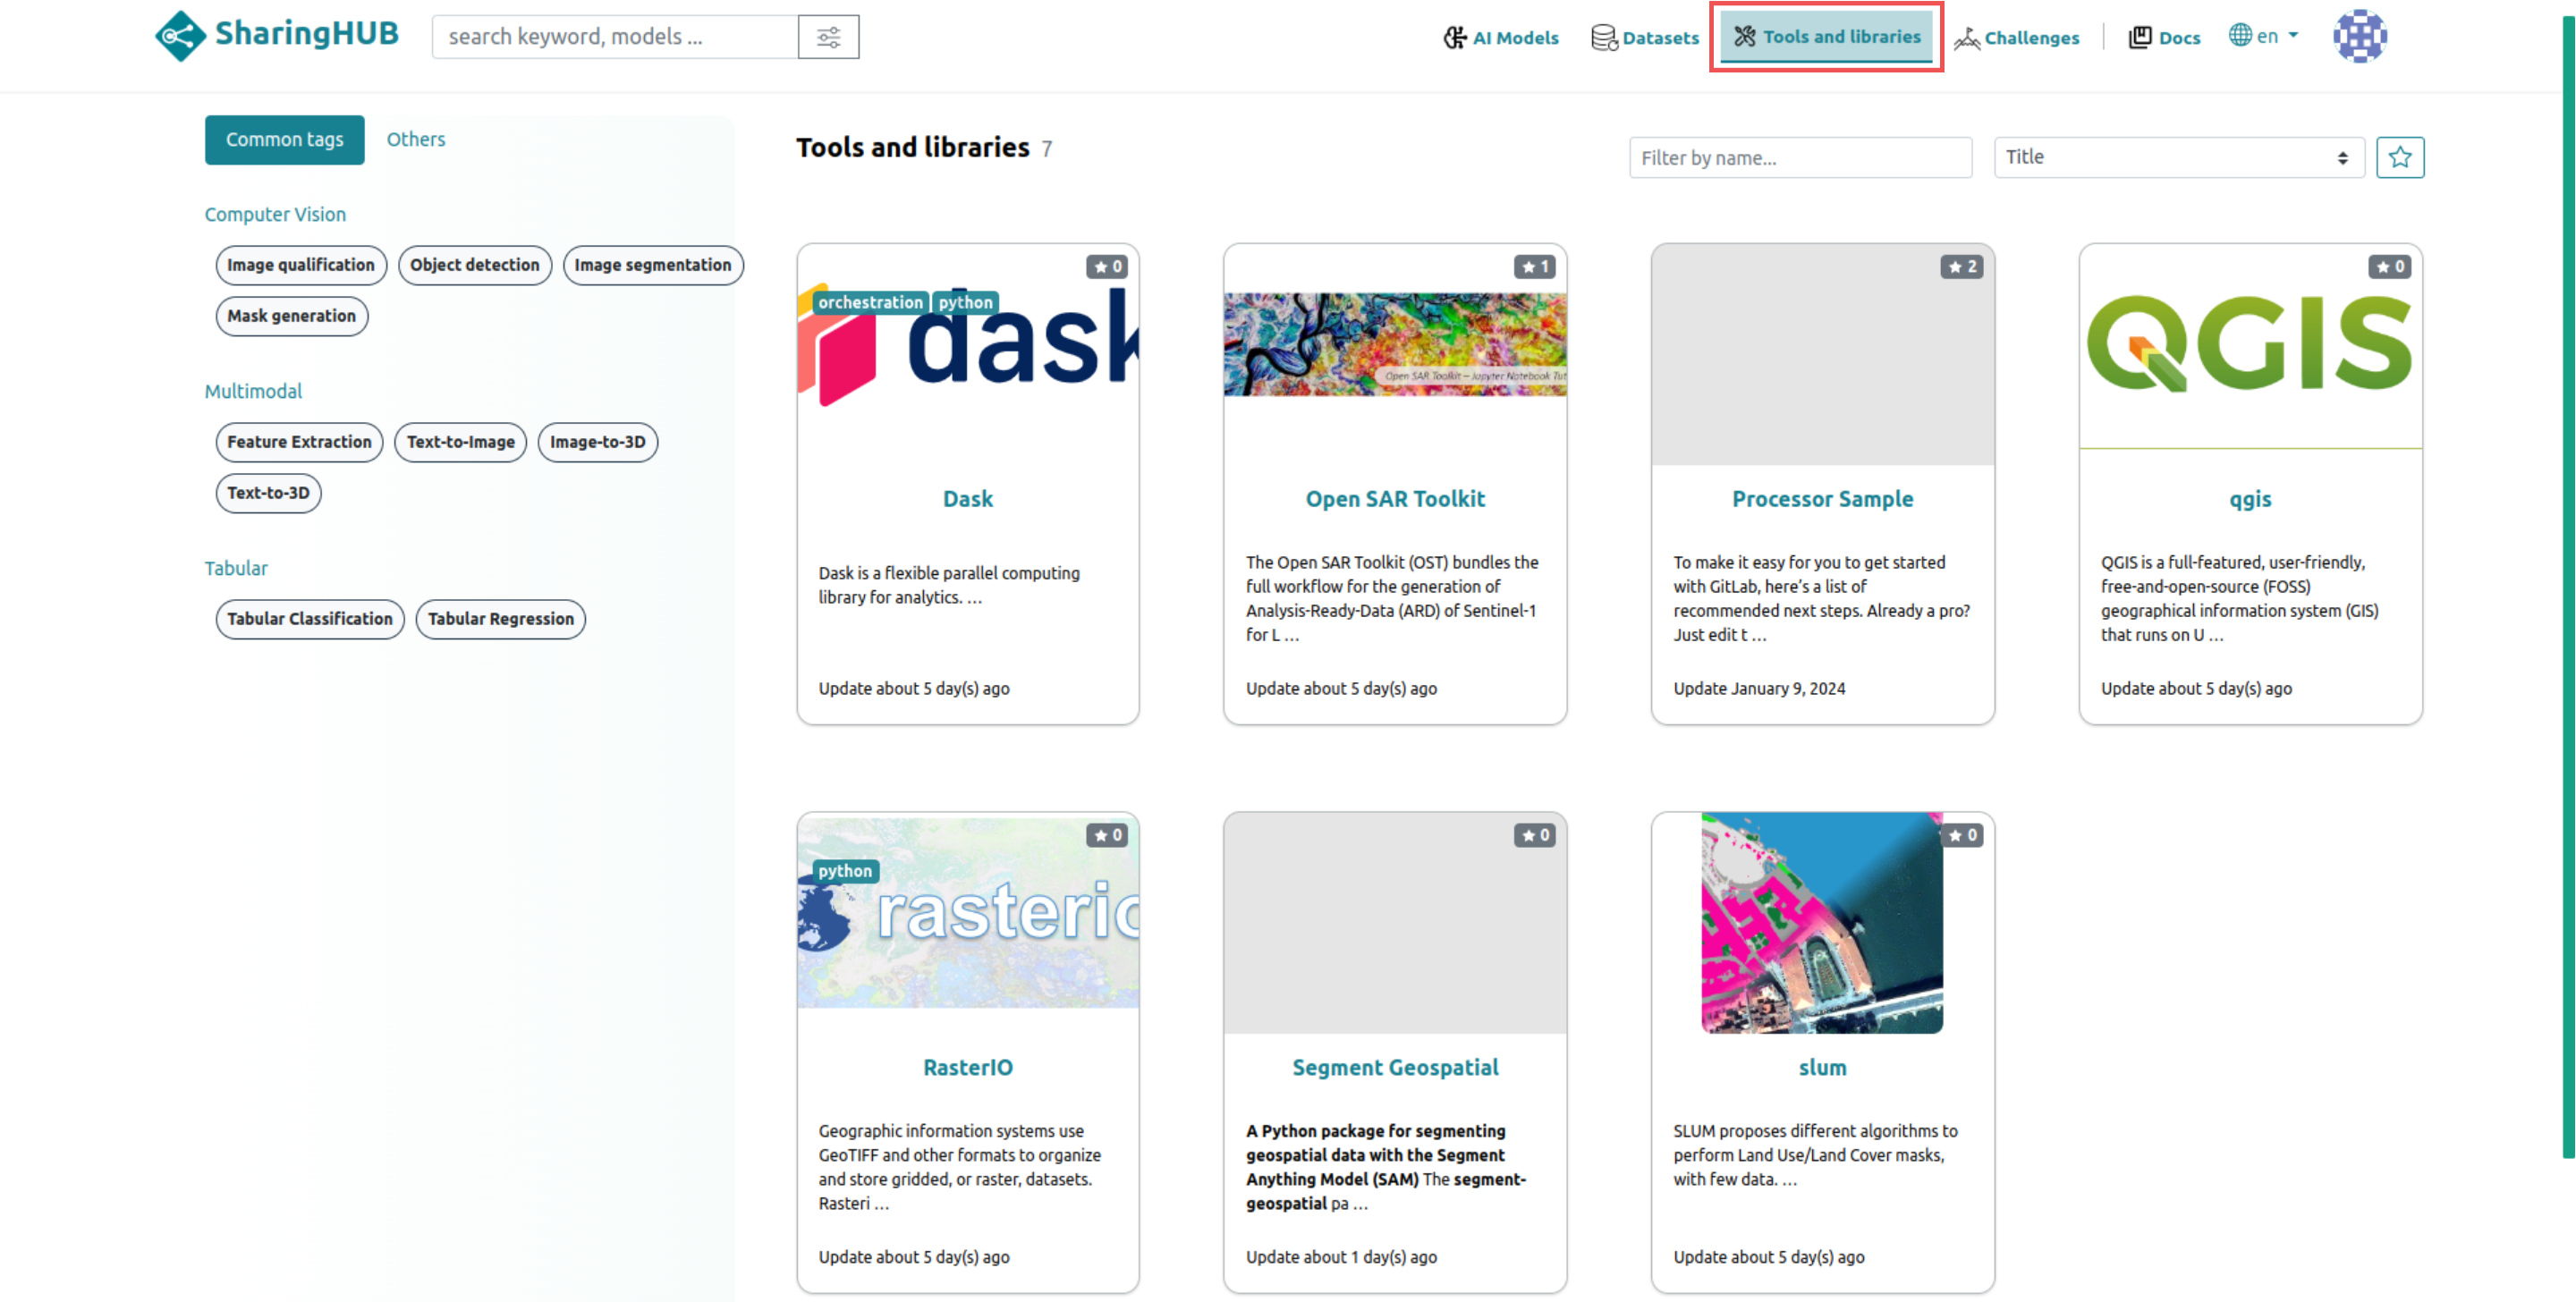 SharingHUB
search keyword, models ...
AI Models
Datasets
Tools and libraries
Challenges
Docs
en
Common tags
Others
Computer Vision
Image qualification
Object detection
Image segmentation
Mask generation
Multimodal
Feature Extraction
Text-to-Image
Image-to-3D
Text-to-3D
Tabular
Tabular Classification
Tabular Regression
Tools and libraries 7
Filter by name...
Title
0
orchestration
python
dask
Dask
Dask is a flexible parallel computing
library for analytics. ...
Update about 5 day(s) ago
1
Open SAR Toolkit – Jupyter Notebook Tut
Open SAR Toolkit
The Open SAR Toolkit (OST) bundles the
full workflow for the generation of
Analysis-Ready-Data (ARD) of Sentinel-1
for L ...
Update about 5 day(s) ago
2
Processor Sample
To make it easy for you to get started
with GitLab, here's a list of
recommended next steps. Already a pro?
Just edit t ...
Update January 9, 2024
0
QGIS
qgis
QGIS is a full-featured, user-friendly,
free-and-open-source (FOSS)
geographical information system (GIS)
that runs on U ...
Update about 5 day(s) ago
0
python
rasterio
RasterIO
Geographic information systems use
GeoTIFF and other formats to organize
and store gridded, or raster, datasets.
Rasteri ...
Update about 5 day(s) ago
0
Segment Geospatial
A Python package for segmenting
geospatial data with the Segment
Anything Model (SAM) The segment-
geospatial pa ...
Update about 1 day(s) ago
0
slum
SLUM proposes different algorithms to
perform Land Use/Land Cover masks,
with few data. ...
Update about 5 day(s) ago